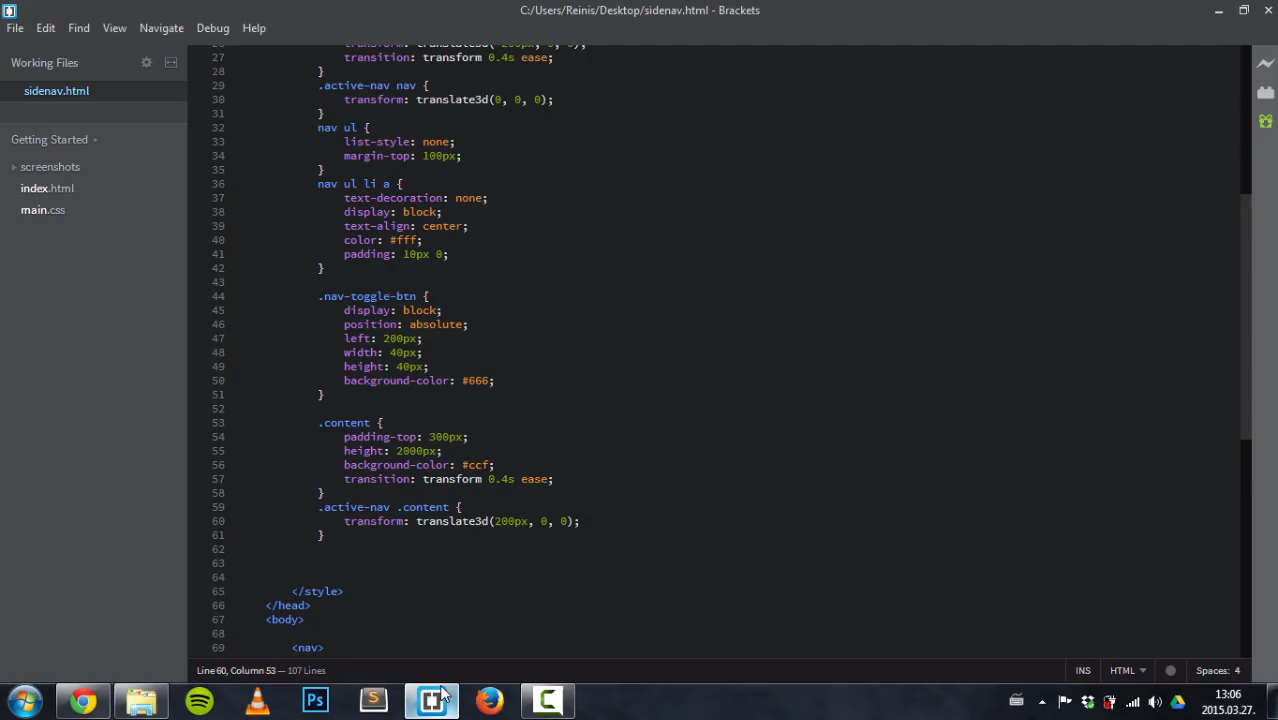 C:/Users/Reinis/Desktop/sidenav.html - Brackets
File Edit Find View Navigate Debug Help
Working Files
sidenav.html
Getting Started
screenshots
index.html
main.css
27 transition: transform 0.4s ease;
28 }
29 .active-nav nav {
30 transform: translate3d(0, 0, 0);
31 }
32 nav ul {
33 list-style: none;
34 margin-top: 100px;
35 }
36 nav ul li a {
37 text-decoration: none;
38 display: block;
39 text-align: center;
40 color: #fff;
41 padding: 10px 0;
42 }
43
44 .nav-toggle-btn {
45 display: block;
46 position: absolute;
47 left: 200px;
48 width: 40px;
49 height: 40px;
50 background-color: #666;
51 }
52
53 .content {
54 padding-top: 300px;
55 height: 2000px;
56 background-color: #ccf;
57 transition: transform 0.4s ease;
58 }
59 .active-nav .content {
60 transform: translate3d(200px, 0, 0);
61 }
62
63
64
65 </style>
66 </head>
67 <body>
68
69 <nav>
Line 60, Column 53 — 107 Lines
INS HTML Spaces: 4
Ps
S
C
13:06
2015.03.27.